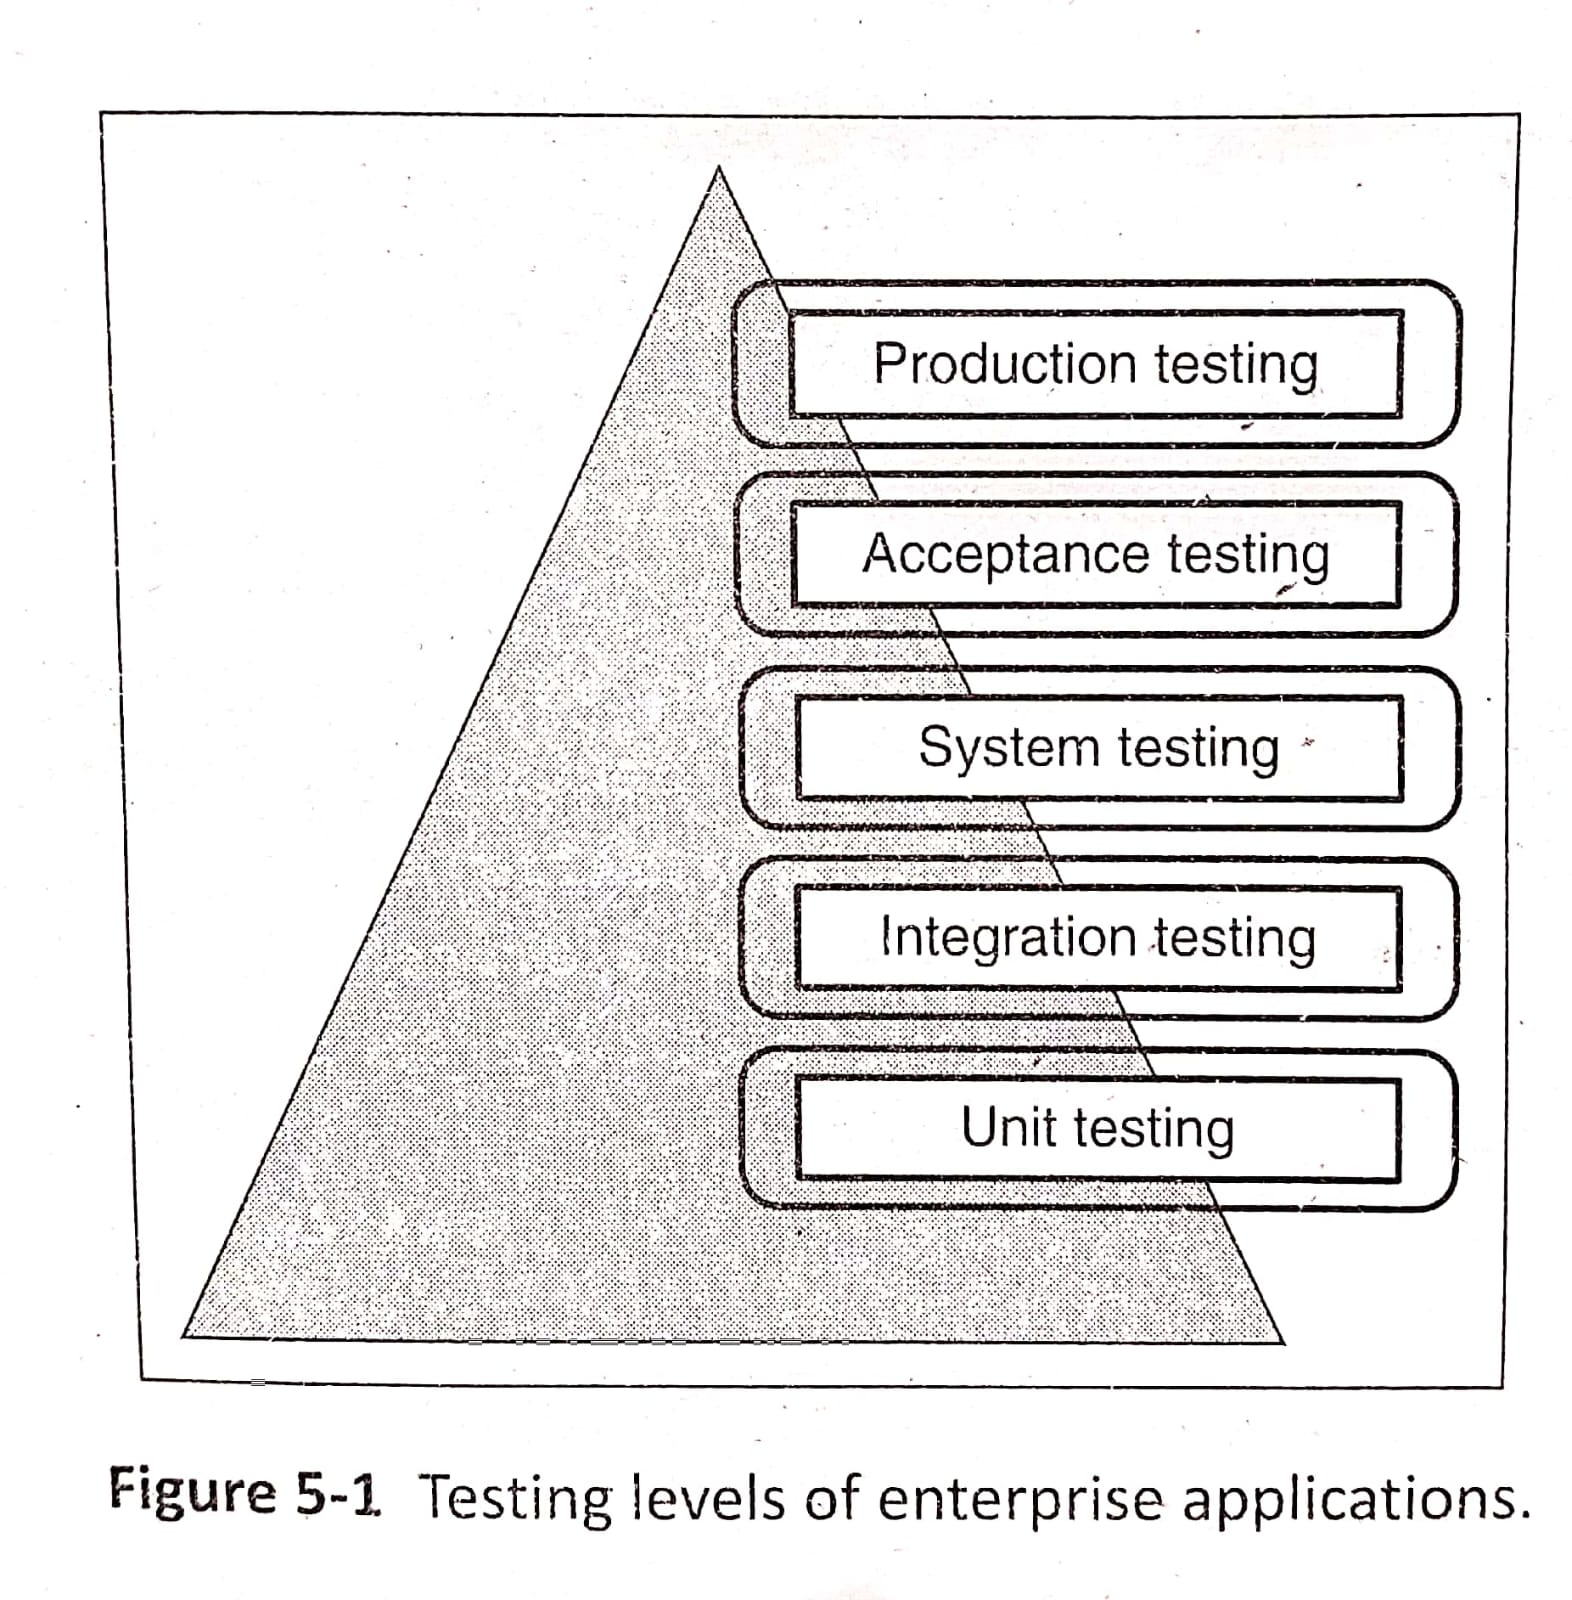 Production testing
Acceptance testing
System testing
Integration testing
Unit testing
Figure 5-1 Testing levels of enterprise applications.